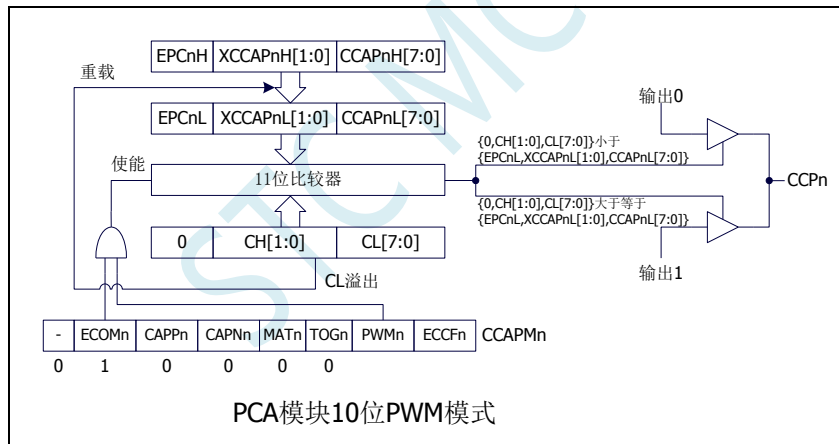 EPCnH XCCAPnH[1:0] CCAPnH[7:0]
重载
EPCnL XCCAPnL[1:0] CCAPnL[7:0]
输出0
使能
{0,CH[1:0],CL[7:0]}小于
{EPCnL,XCCAPnL[1:0],CCAPnL[7:0]}
11位比较器
CCPn
{0,CH[1:0],CL[7:0]}大于等于
{EPCnL,XCCAPnL[1:0],CCAPnL[7:0]}
0 CH[1:0] CL[7:0]
输出1
CL溢出
- ECOMn CAPPn CAPNn MATn TOGn PWMn ECCFn CCAPMn
0 1 0 0 0 0
PCA模块10位PWM模式
STC MC